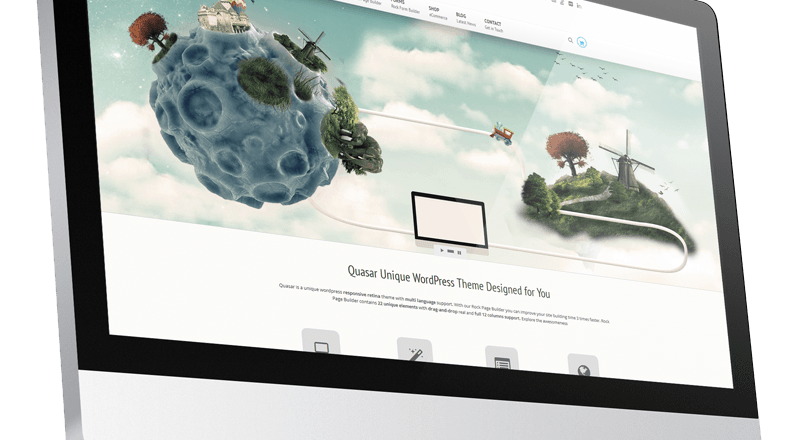 SHOP
eCommerce
BLOG
Latest News
CONTACT
Get in Touch
Quasar Unique WordPress Theme Designed for You
Quasar is a unique wordpress responsive retina theme with multi language support. With our Rock Page Builder you can improve your site building time 3 times faster. Rock
Page Builder contains 22 unique elements with drag-and-drop real and full 12 columns support. Explore the awesomeness.